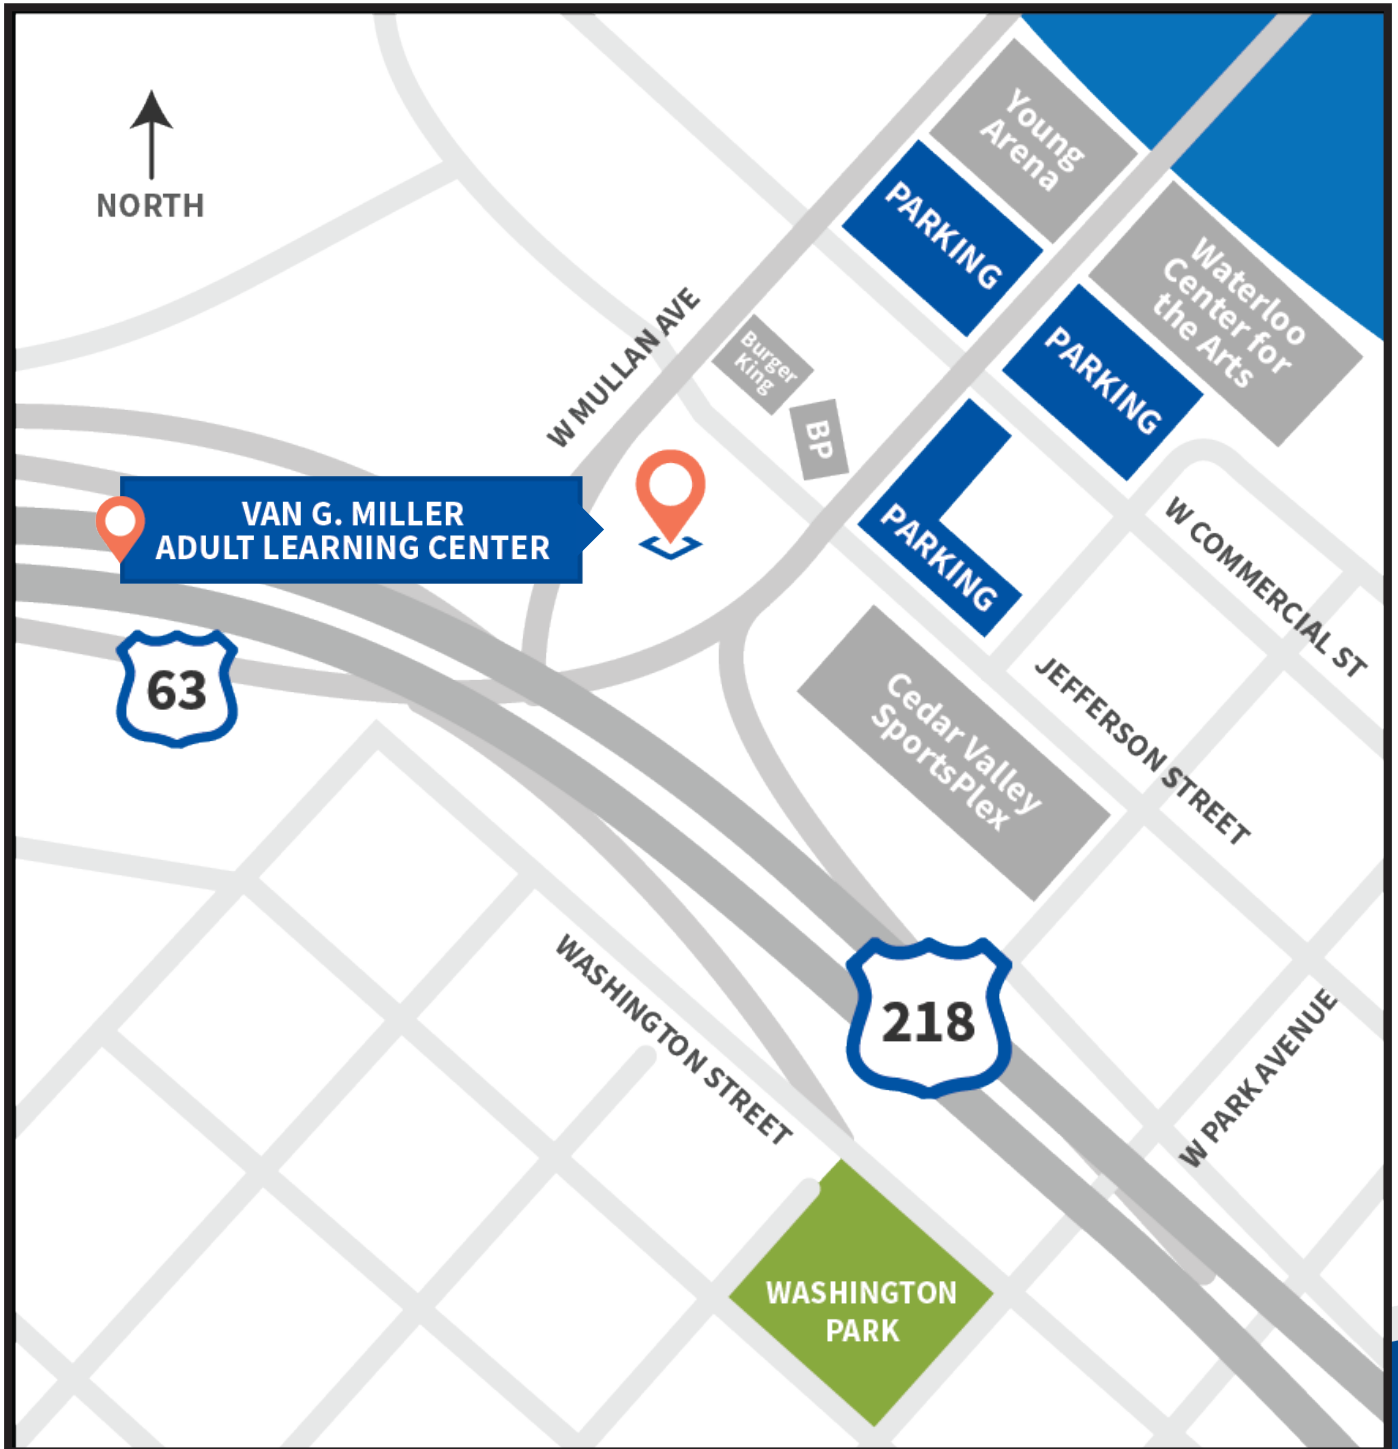 NORTH
Young
Arena
PARKING
Waterloo
Center for
the Arts
PARKING
W MULLAN AVE
Burger
King
BP
PARKING
VAN G. MILLER
ADULT LEARNING CENTER
W COMMERCIAL ST
63
JEFFERSON STREET
Cedar Valley
SportsPlex
WASHINGTON STREET
218
W PARK AVENUE
WASHINGTON
PARK